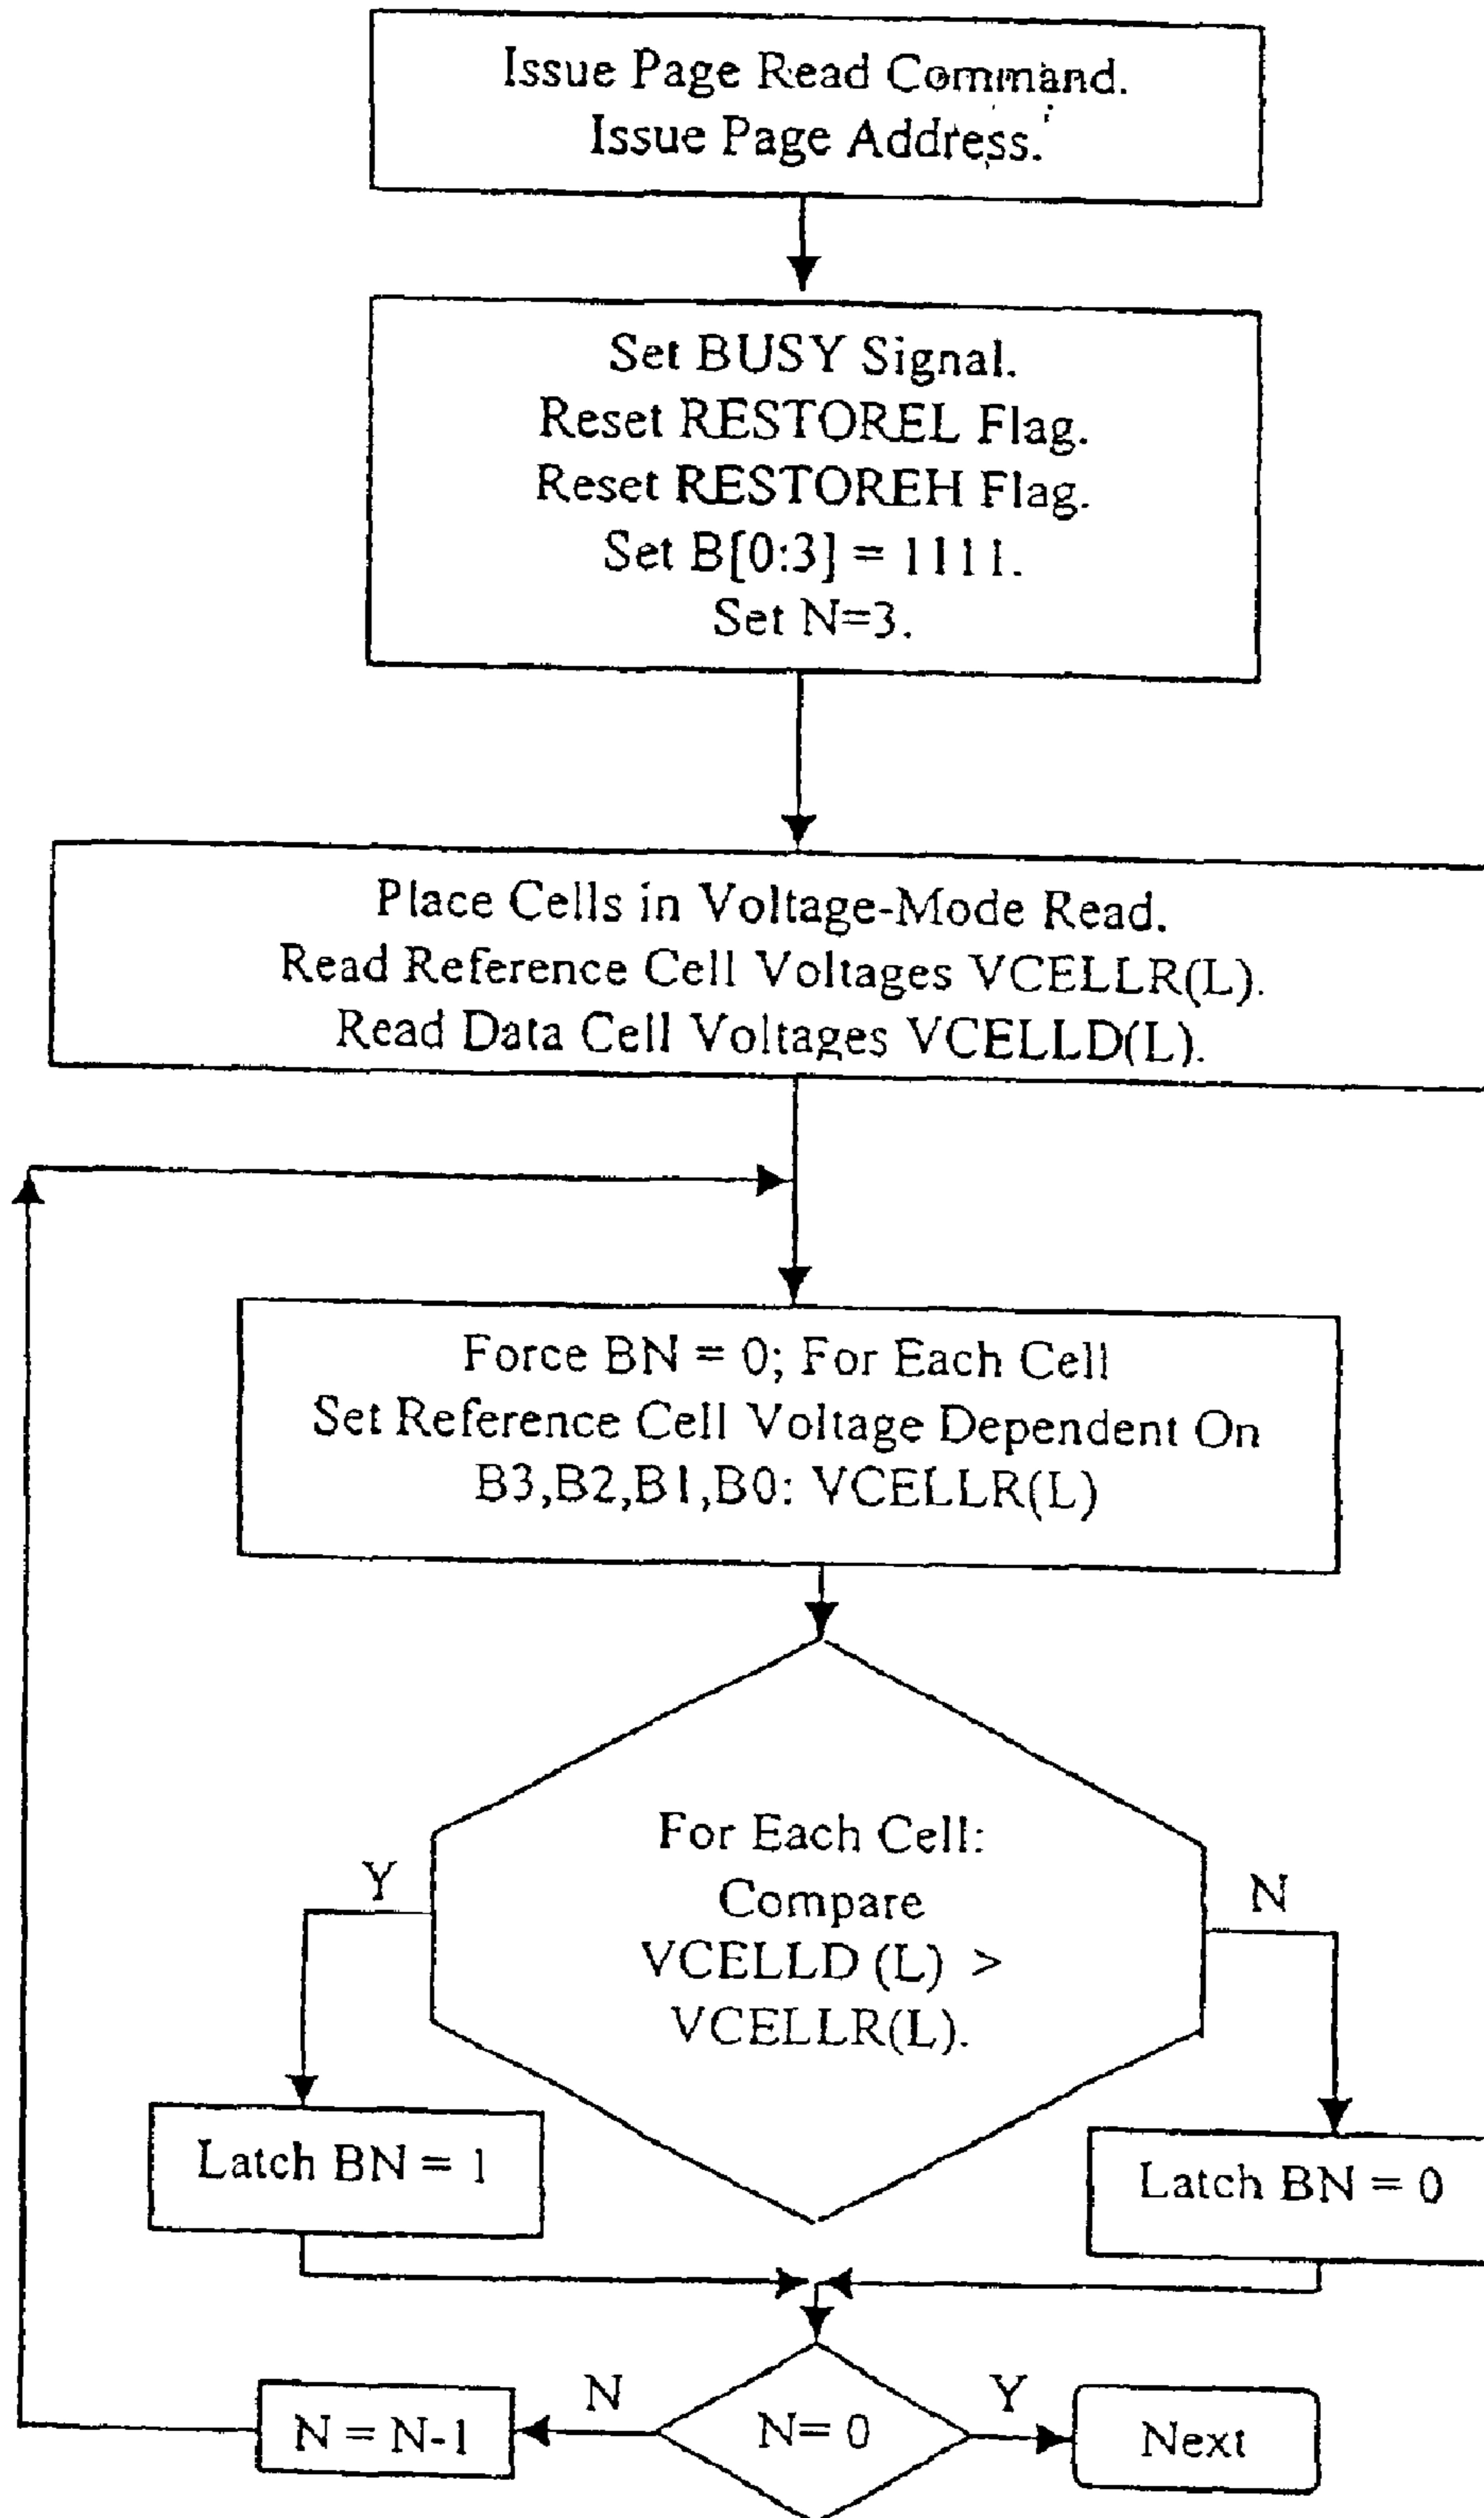 Issue Page Read Command.
Issue Page Address.
Set BUSY Signal.
Reset RESTOREL Flag.
Reset RESTOREH Flag.
Set B[0:3] = 1111.
Set N=3.
Place Cells in Voltage-Mode Read.
Read Reference Cell Voltages VCELLR(L).
Read Data Cell Voltages VCELLD(L).
Force BN = 0; For Each Cell
Set Reference Cell Voltage Dependent On
B3,B2,B1,B0: VCELLR(L)
For Each Cell:
Compare
VCELLD (L) >
VCELLR(L).
Y
N
Latch BN = 1
Latch BN = 0
N = N-1
N
N= 0
Y
Next